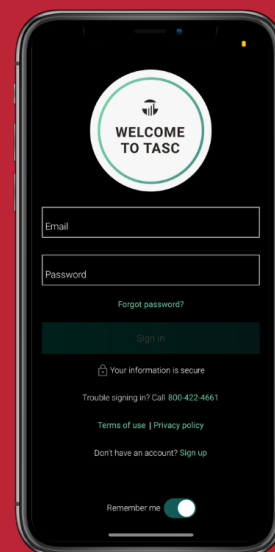 WELCOME
TO TASC
Email
Password
Forgot password?
Sign in
Your information is secure
Trouble signing in? Call 800-422-4661
Terms of use | Privacy policy
Don't have an account? Sign up
Remember me